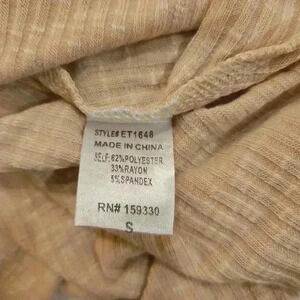 STYLE# ET1648
MADE IN CHINA
SELF: 62%POLYESTER
33%RAYON
5%SPANDEX
RN# 159330
S